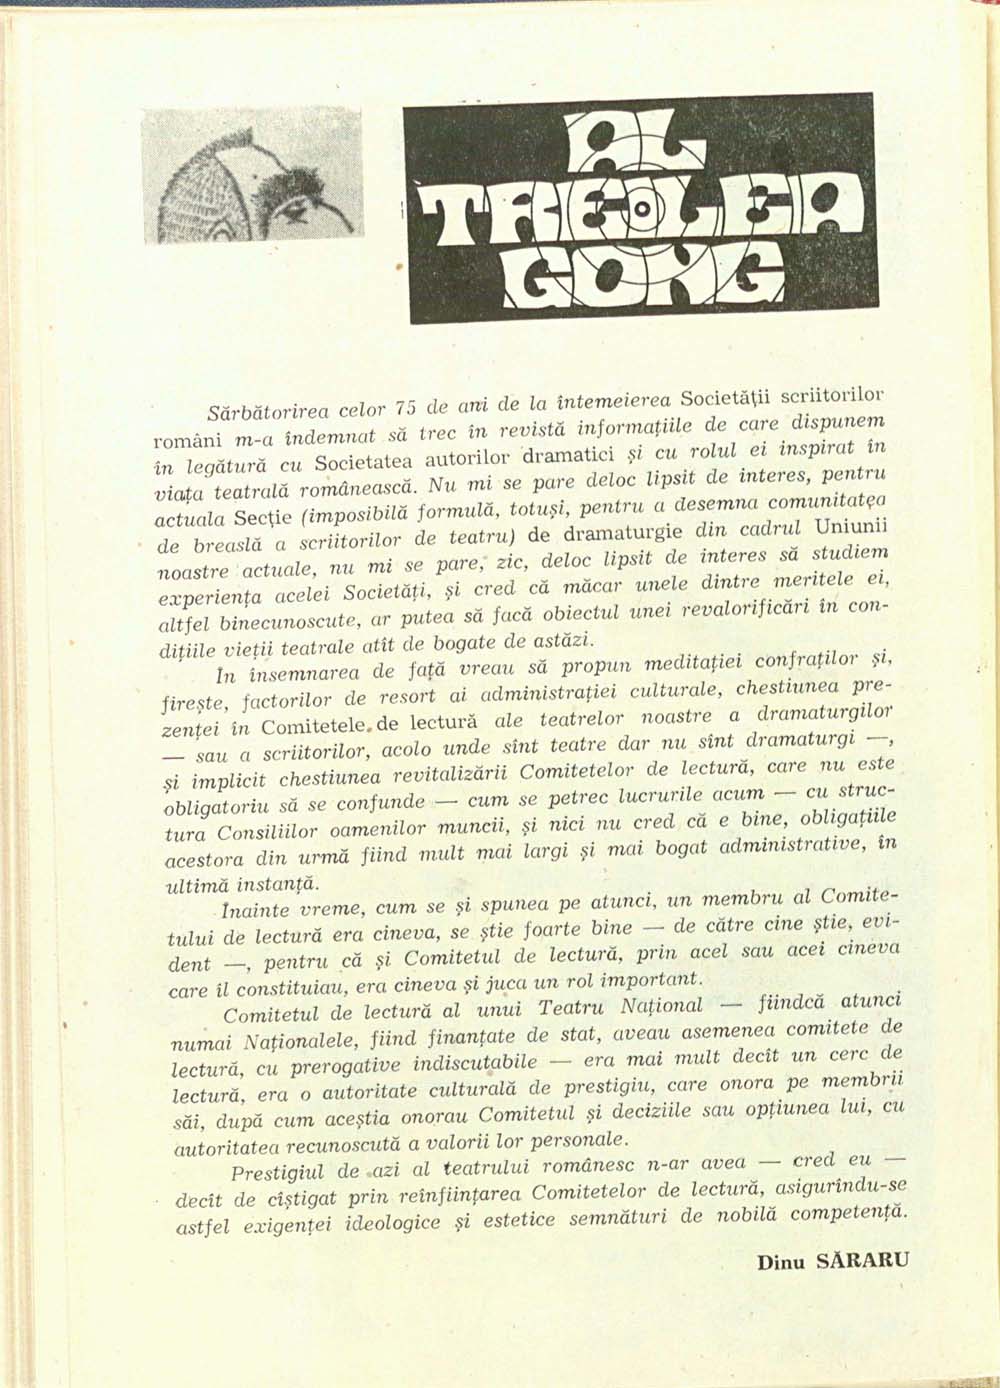 AL
TREILEA
GONG
Sărbătorirea celor 75 de ani de la întemeierea Societății scriitorilor
români m-a îndemnat să trec în revistă informațiile de care dispunem
în legătură cu Societatea autorilor dramatici și cu rolul ei inspirat în
viața teatrală românească. Nu mi se pare deloc lipsit de interes, pentru
actuala Secție (imposibilă formulă, totuși, pentru a desemna comunitatea
de breaslă a scriitorilor de teatru) de dramaturgie din cadrul Uniunii
noastre actuale, nu mi se pare, zic, deloc lipsit de interes să studiem
experiența acelei Societăți, și cred că măcar unele dintre meritele ei,
altfel binecunoscute, ar putea să facă obiectul unei revalorificări în con-
dițiile vieții teatrale atît de bogate de astăzi.
În însemnarea de față vreau să propun meditației confraților și,
firește, factorilor de resort ai administrației culturale, chestiunea pre-
zenței în Comitetele de lectură ale teatrelor noastre a dramaturgilor
— sau a scriitorilor, acolo unde sînt teatre dar nu sînt dramaturgi —,
și implicit chestiunea revitalizării Comitetelor de lectură, care nu este
obligatoriu să se confunde — cum se petrec lucrurile acum — cu struc-
tura Consiliilor oamenilor muncii, și nici nu cred că e bine, obligațiile
acestora din urmă fiind mult mai largi și mai bogat administrative, în
ultimă instanță.
Înainte vreme, cum se și spunea pe atunci, un membru al Comite-
tului de lectură era cineva, se știe foarte bine — de către cine știe, evi-
dent —, pentru că și Comitetul de lectură, prin acel sau acei cineva
care îl constituiau, era cineva și juca un rol important.
Comitetul de lectură al unui Teatru Național — fiindcă atunci
numai Naționalele, fiind finanțate de stat, aveau asemenea comitete de
lectură, cu prerogative indiscutabile — era mai mult decît un cerc de
lectură, era o autoritate culturală de prestigiu, care onora pe membrii
săi, după cum aceștia onorau Comitetul și deciziile sau opțiunea lui, cu
autoritatea recunoscută a valorii lor personale.
Prestigiul de azi al teatrului românesc n-ar avea — cred eu —
decît de cîștigat prin reînființarea Comitetelor de lectură, asigurîndu-se
astfel exigenței ideologice și estetice semnături de nobilă competență.
Dinu SĂRARU